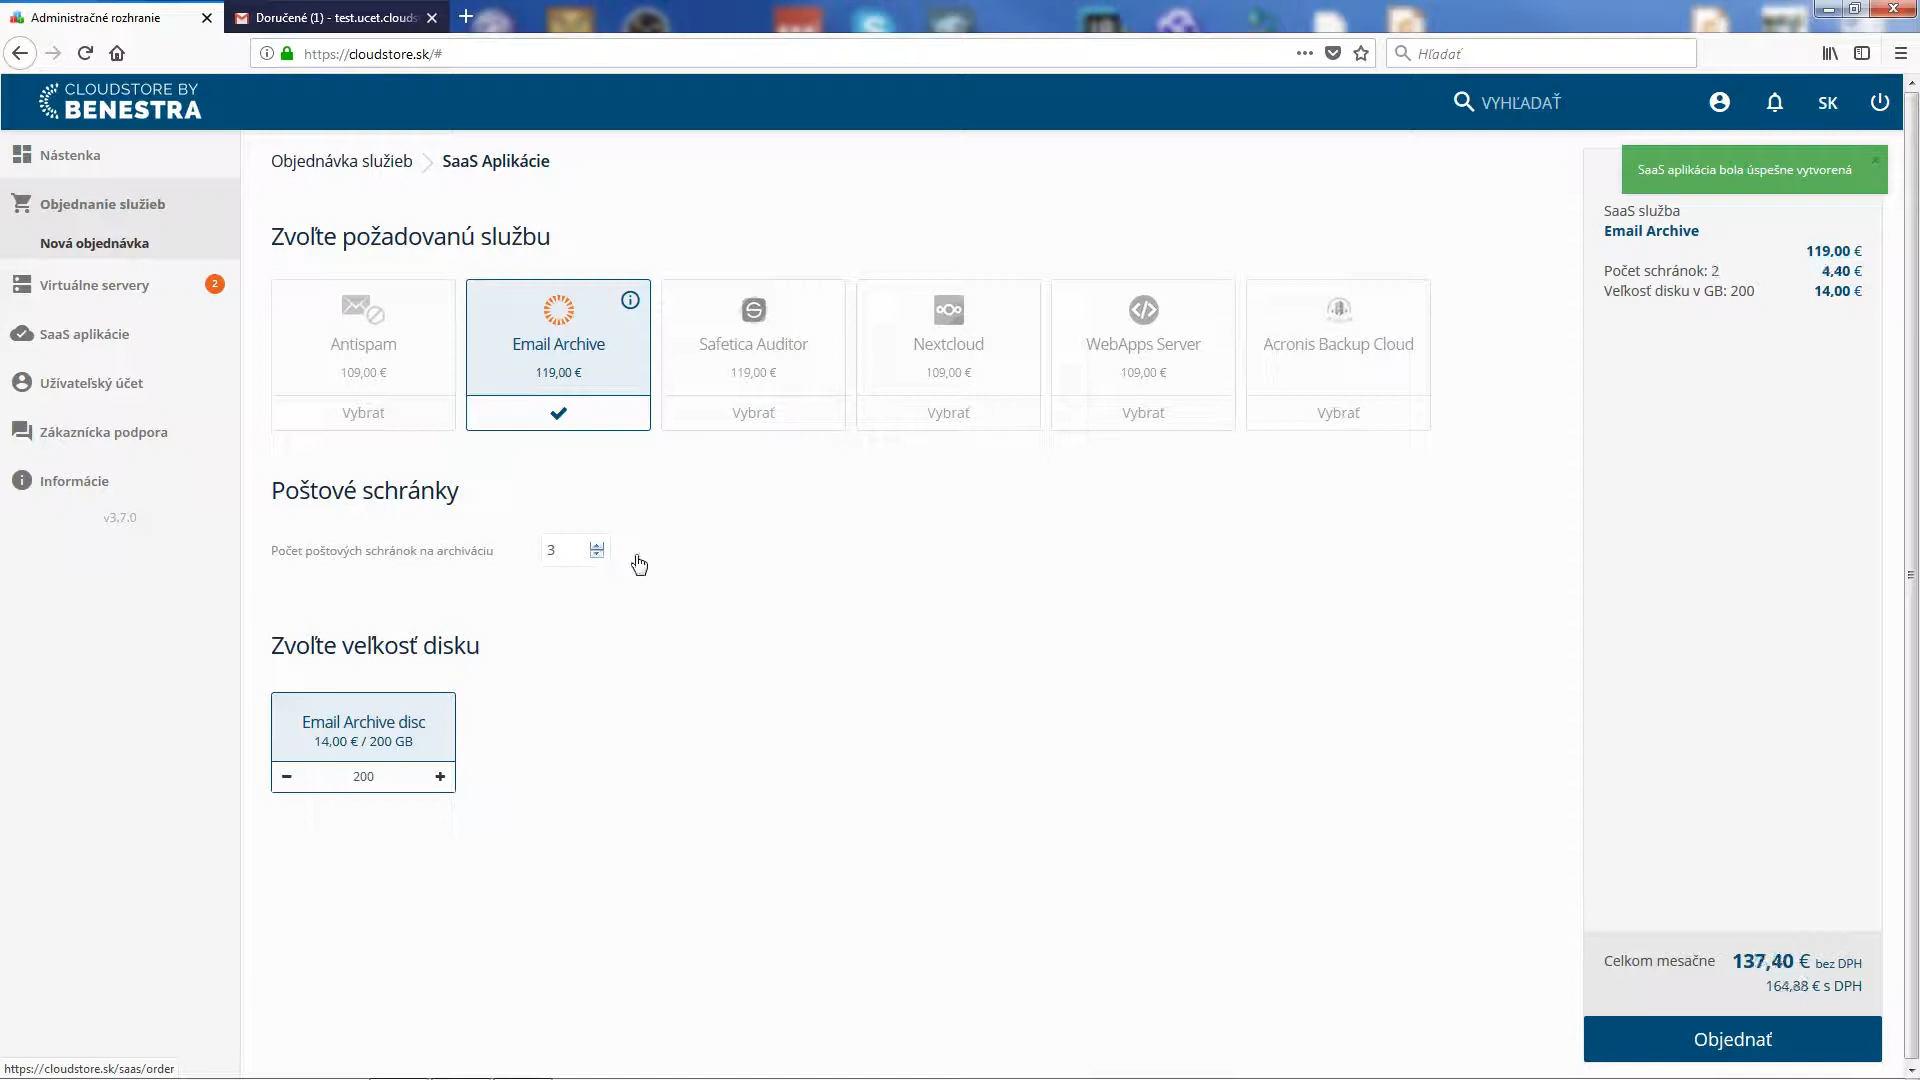 Administračné rozhranie
Doručené (1) - test.ucet.clouds
https://cloudstore.sk/#
Hľadať
CLOUDSTORE BY
BENESTRA
VYHĽADAŤ
SK
Nástenka
Objednanie služieb
Nová objednávka
Virtuálne servery
2
SaaS aplikácie
Užívateľský účet
Zákaznícka podpora
Informácie
v3.7.0
Objednávka služieb
SaaS Aplikácie
Zvoľte požadovanú službu
Antispam
109,00 €
Vybrať
Email Archive
119,00 €
Safetica Auditor
119,00 €
Vybrať
Nextcloud
109,00 €
Vybrať
WebApps Server
109,00 €
Vybrať
Acronis Backup Cloud
Vybrať
Poštové schránky
Počet poštových schránok na archiváciu
3
Zvoľte veľkosť disku
Email Archive disc
14,00 € / 200 GB
200
SaaS aplikácia bola úspešne vytvorená
SaaS služba
Email Archive
119,00 €
Počet schránok: 2
4,40 €
Veľkosť disku v GB: 200
14,00 €
Celkom mesačne
137,40 € bez DPH
164,88 € s DPH
Objednať
https://cloudstore.sk/saas/order